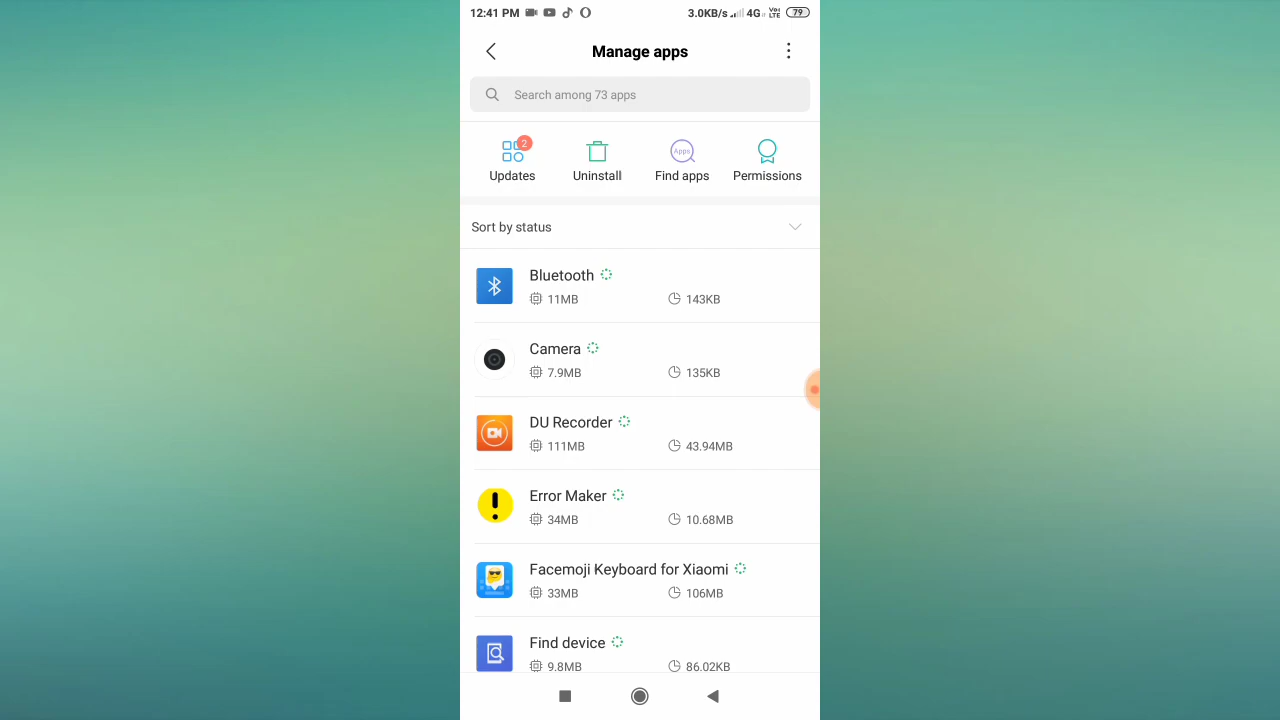 12:41 PM 3.0KB/s 4G Vo) LTE 79
Manage apps
Search among 73 apps
2
Apps
Updates Uninstall Find apps Permissions
Sort by status
Bluetooth
11MB 143KB
Camera
7.9MB 135KB
DU Recorder
111MB 43.94MB
Error Maker
34MB 10.68MB
Facemoji Keyboard for Xiaomi
33MB 106MB
Find device
9.8MB 86.02KB